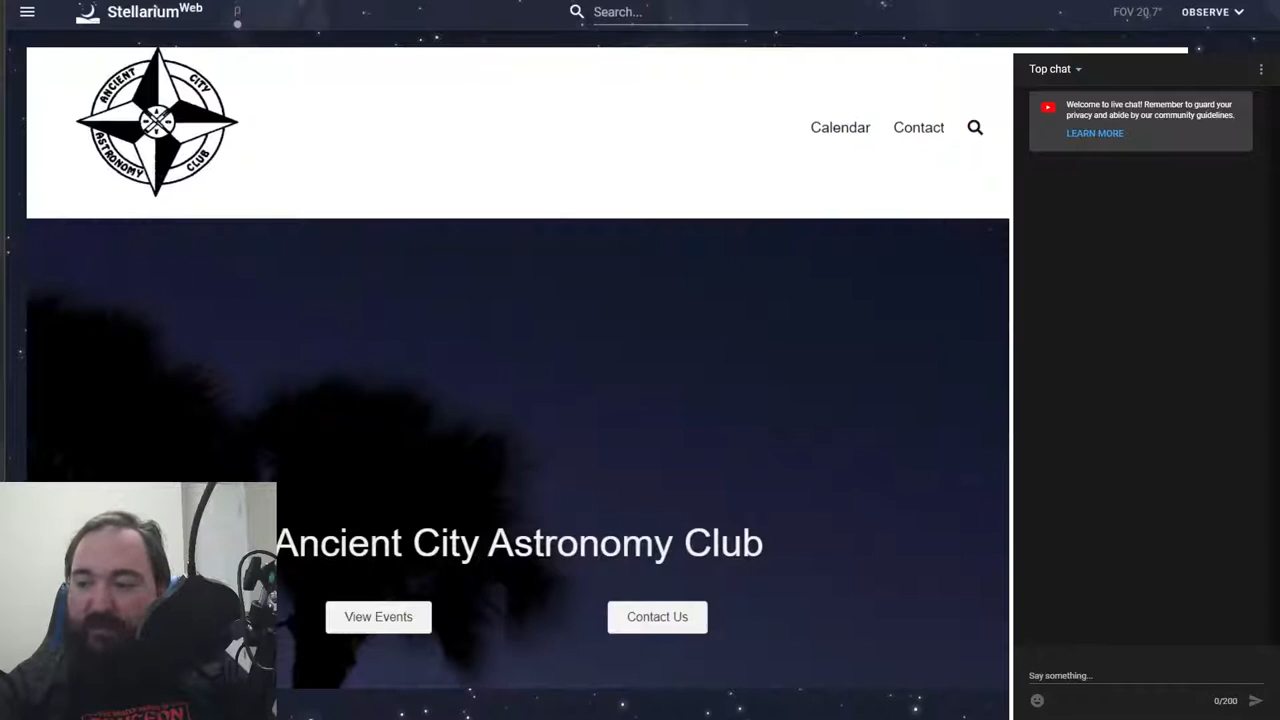 StellariumWeb
Search...
FOV 20.7°
OBSERVE
ANCIENT CITY
ASTRONOMY CLUB
Calendar
Contact
Top chat
Welcome to live chat! Remember to guard your
privacy and abide by our community guidelines.
LEARN MORE
Ancient City Astronomy Club
View Events
Contact Us
Say something...
0/200